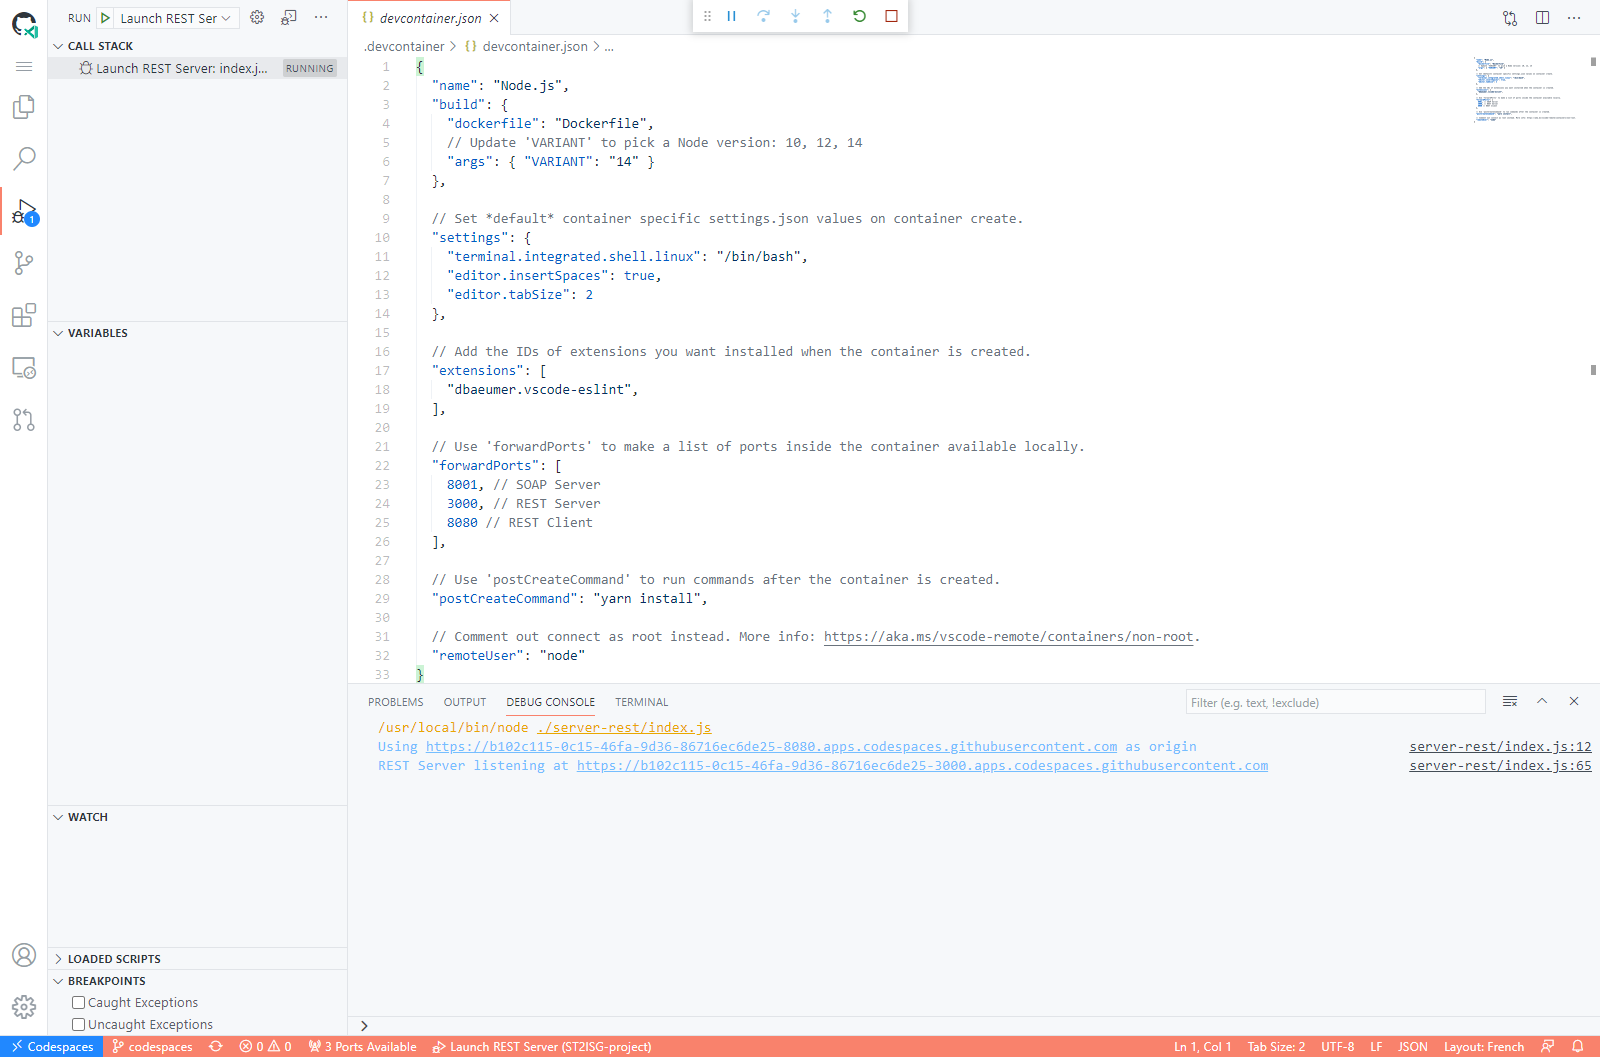 RUN Launch REST Ser
CALL STACK
Launch REST Server: index.j... RUNNING
1
VARIABLES
WATCH
LOADED SCRIPTS
BREAKPOINTS
Caught Exceptions
Uncaught Exceptions
{} devcontainer.json
.devcontainer > {} devcontainer.json > ...
1 {
2 "name": "Node.js",
3 "build": {
4 "dockerfile": "Dockerfile",
5 // Update 'VARIANT' to pick a Node version: 10, 12, 14
6 "args": { "VARIANT": "14" }
7 },
8
9 // Set *default* container specific settings.json values on container create.
10 "settings": {
11 "terminal.integrated.shell.linux": "/bin/bash",
12 "editor.insertSpaces": true,
13 "editor.tabSize": 2
14 },
15
16 // Add the IDs of extensions you want installed when the container is created.
17 "extensions": [
18 "dbaeumer.vscode-eslint",
19 ],
20
21 // Use 'forwardPorts' to make a list of ports inside the container available locally.
22 "forwardPorts": [
23 8001, // SOAP Server
24 3000, // REST Server
25 8080 // REST Client
26 ],
27
28 // Use 'postCreateCommand' to run commands after the container is created.
29 "postCreateCommand": "yarn install",
30
31 // Comment out connect as root instead. More info: https://aka.ms/vscode-remote/containers/non-root.
32 "remoteUser": "node"
33 }
PROBLEMS OUTPUT DEBUG CONSOLE TERMINAL Filter (e.g. text, !exclude)
/usr/local/bin/node ./server-rest/index.js
Using https://b102c115-0c15-46fa-9d36-86716ec6de25-8080.apps.codespaces.githubusercontent.com as origin server-rest/index.js:12
REST Server listening at https://b102c115-0c15-46fa-9d36-86716ec6de25-3000.apps.codespaces.githubusercontent.com server-rest/index.js:65
Codespaces codespaces 0 0 3 Ports Available Launch REST Server (ST2ISG-project) Ln 1, Col 1 Tab Size: 2 UTF-8 LF JSON Layout: French